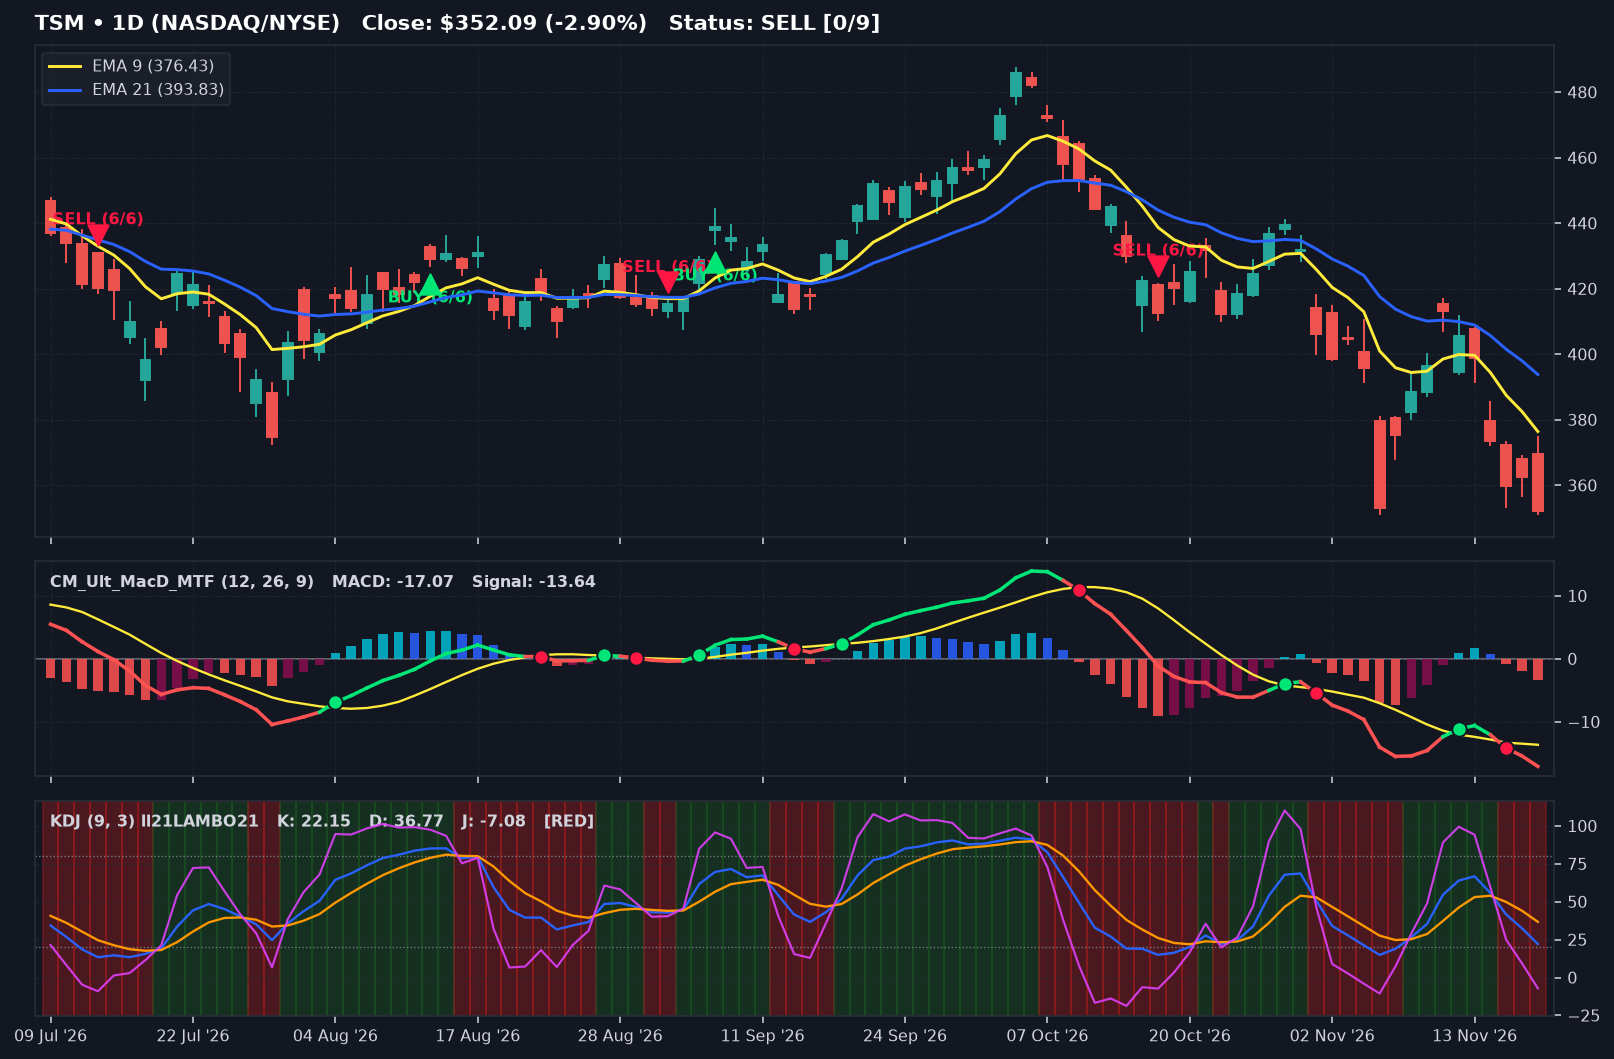 TSM • 1D (NASDAQ/NYSE)   Close: $352.09 (-2.90%)   Status: SELL [0/9]
EMA 9 (376.43)
EMA 21 (393.83)
480
460
440
420
400
380
360
SELL (6/6)
BUY (6/6)
SELL (6/6)
BUY (6/6)
SELL (6/6)
CM_Ult_MacD_MTF (12, 26, 9)   MACD: -17.07   Signal: -13.64
10
0
−10
KDJ (9, 3) II21LAMBO21   K: 22.15   D: 36.77   J: -7.08   [RED]
100
75
50
25
0
−25
09 Jul '26
22 Jul '26
04 Aug '26
17 Aug '26
28 Aug '26
11 Sep '26
24 Sep '26
07 Oct '26
20 Oct '26
02 Nov '26
13 Nov '26